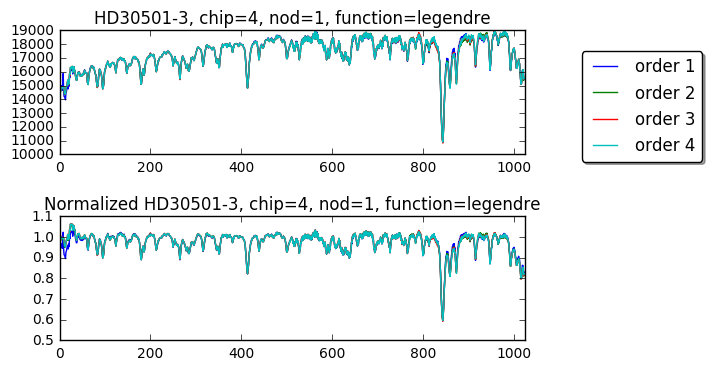 HD30501-3, chip=4, nod=1, function=legendre
19000
18000
17000
16000
15000
14000
13000
12000
11000
10000
0 200 400 600 800 1000
order 1
order 2
order 3
order 4
Normalized HD30501-3, chip=4, nod=1, function=legendre
1.1
1.0
0.9
0.8
0.7
0.6
0.5
0 200 400 600 800 1000